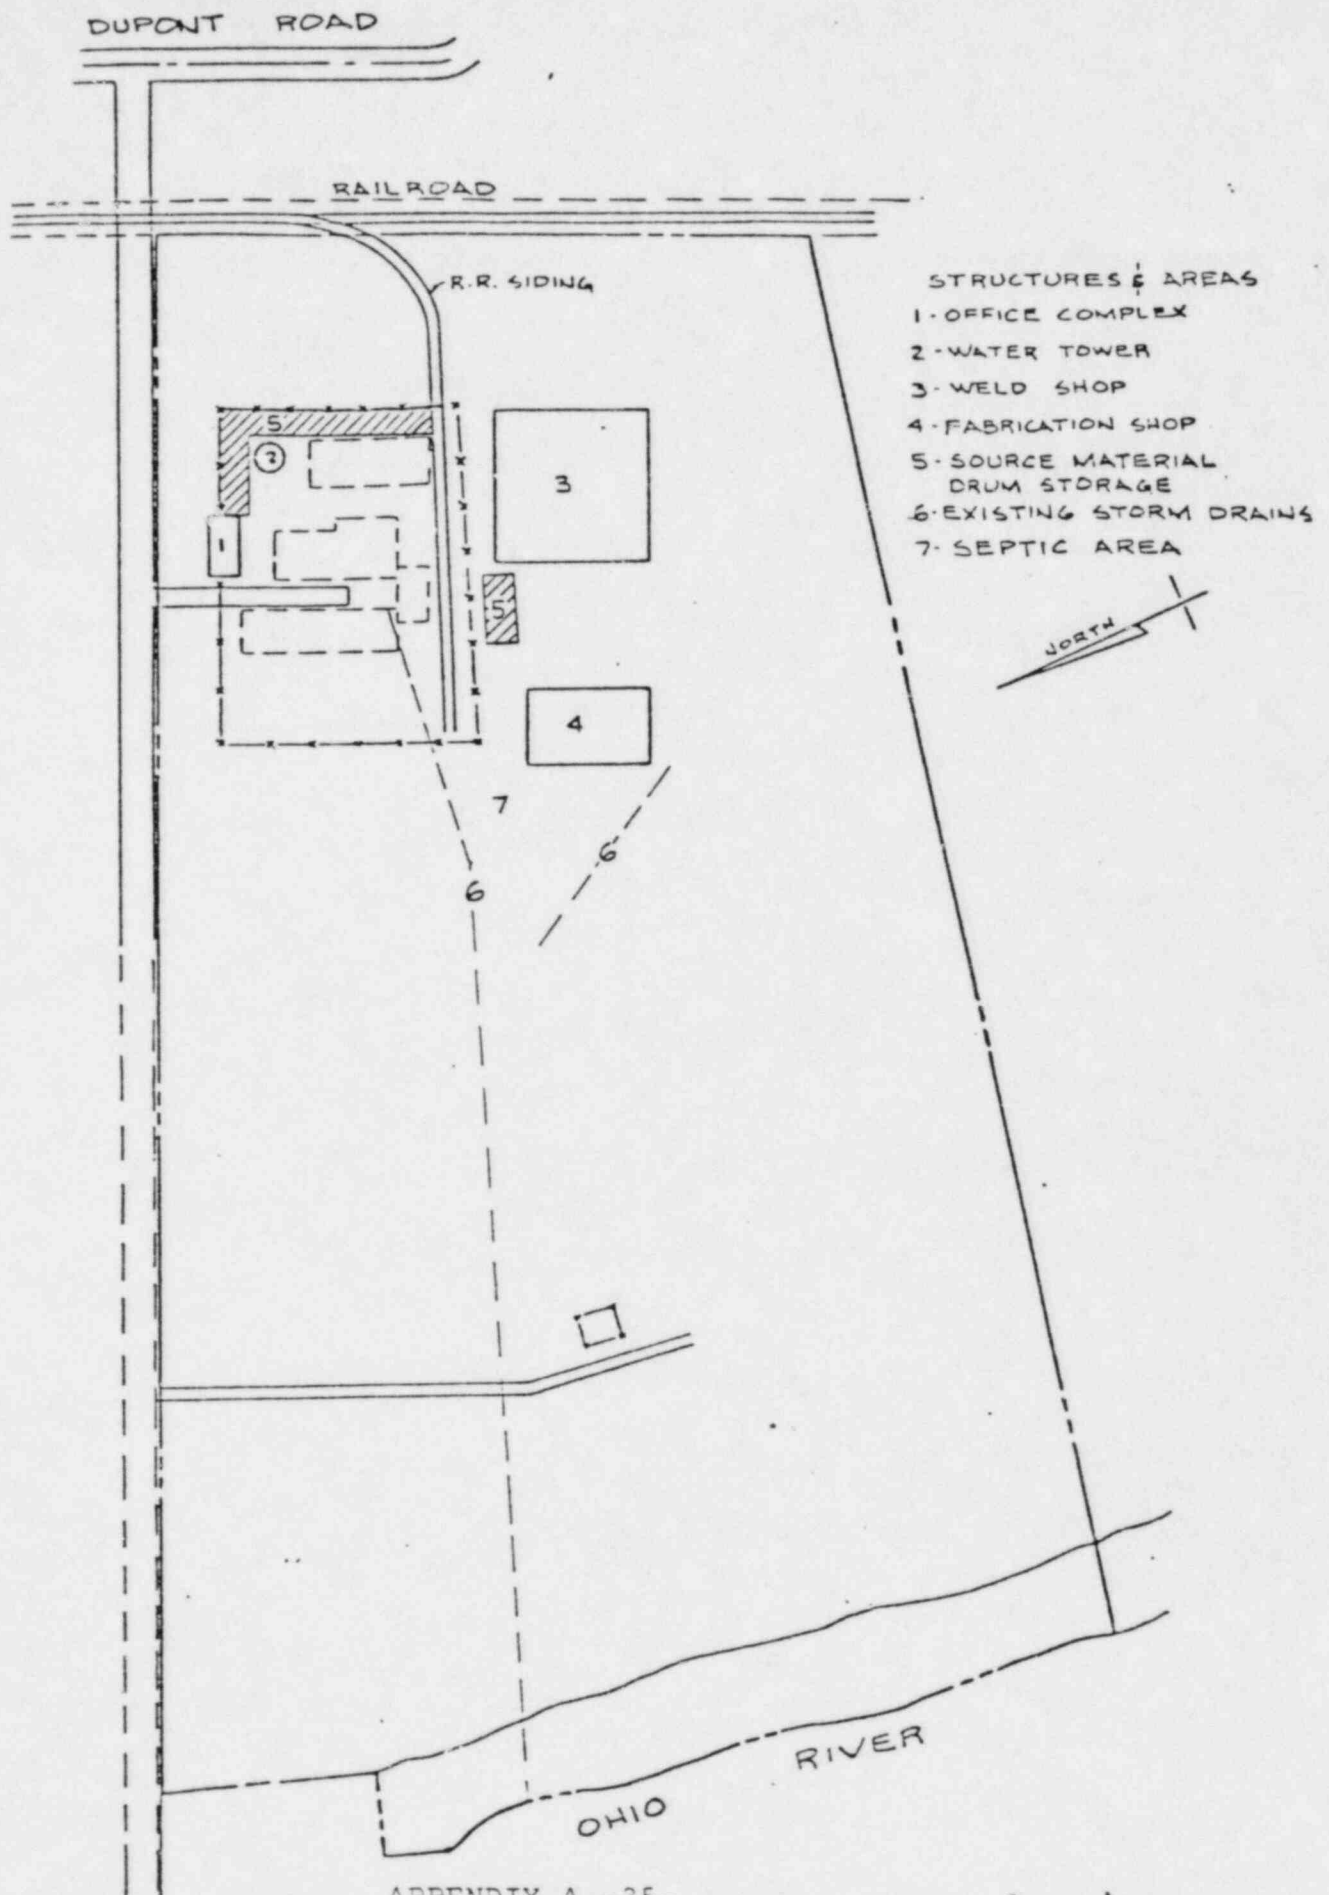 DUPONT ROAD
RAILROAD
R.R. SIDING
STRUCTURES & AREAS
1-OFFICE COMPLEX
2-WATER TOWER
3-WELD SHOP
4-FABRICATION SHOP
5-SOURCE MATERIAL
DRUM STORAGE
6-EXISTING STORM DRAINS
7-SEPTIC AREA
5
3
1
5
NORTH
4
7
6
6
RIVER
OHIO
APPENDIX A